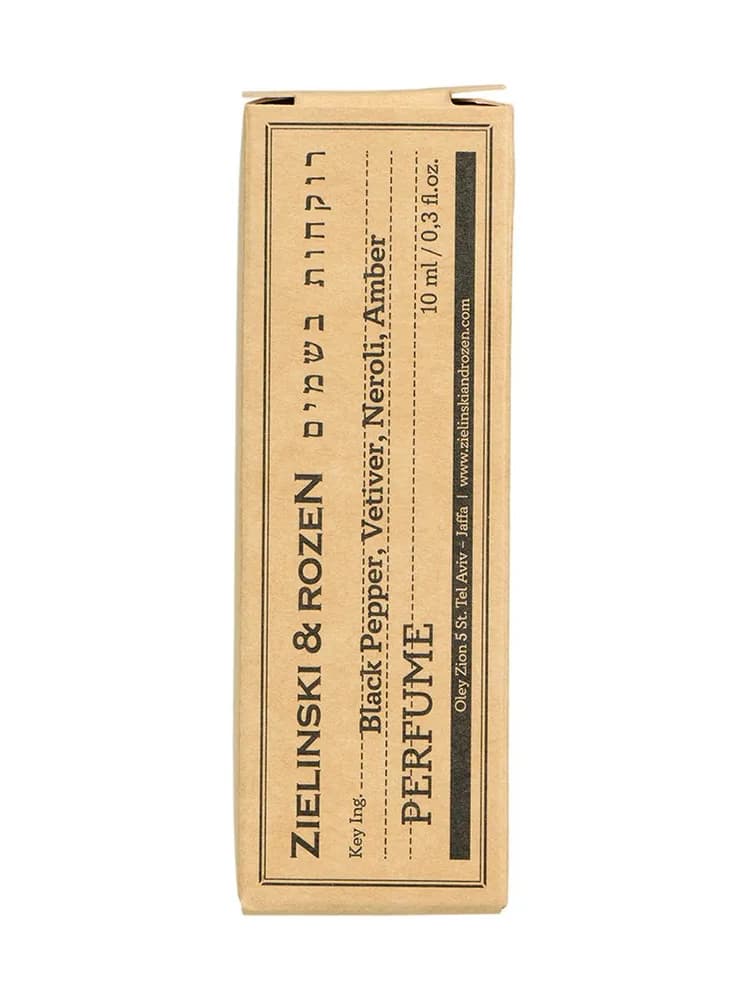 ZIELINSKI & ROZEN רוקחות בשמים
Key Ing. Black Pepper, Vetiver, Neroli, Amber
PERFUME 10 ml / 0,3 fl.oz.
Oley Zion 5 St. Tel Aviv - Jaffa | www.zielinskiandrozen.com